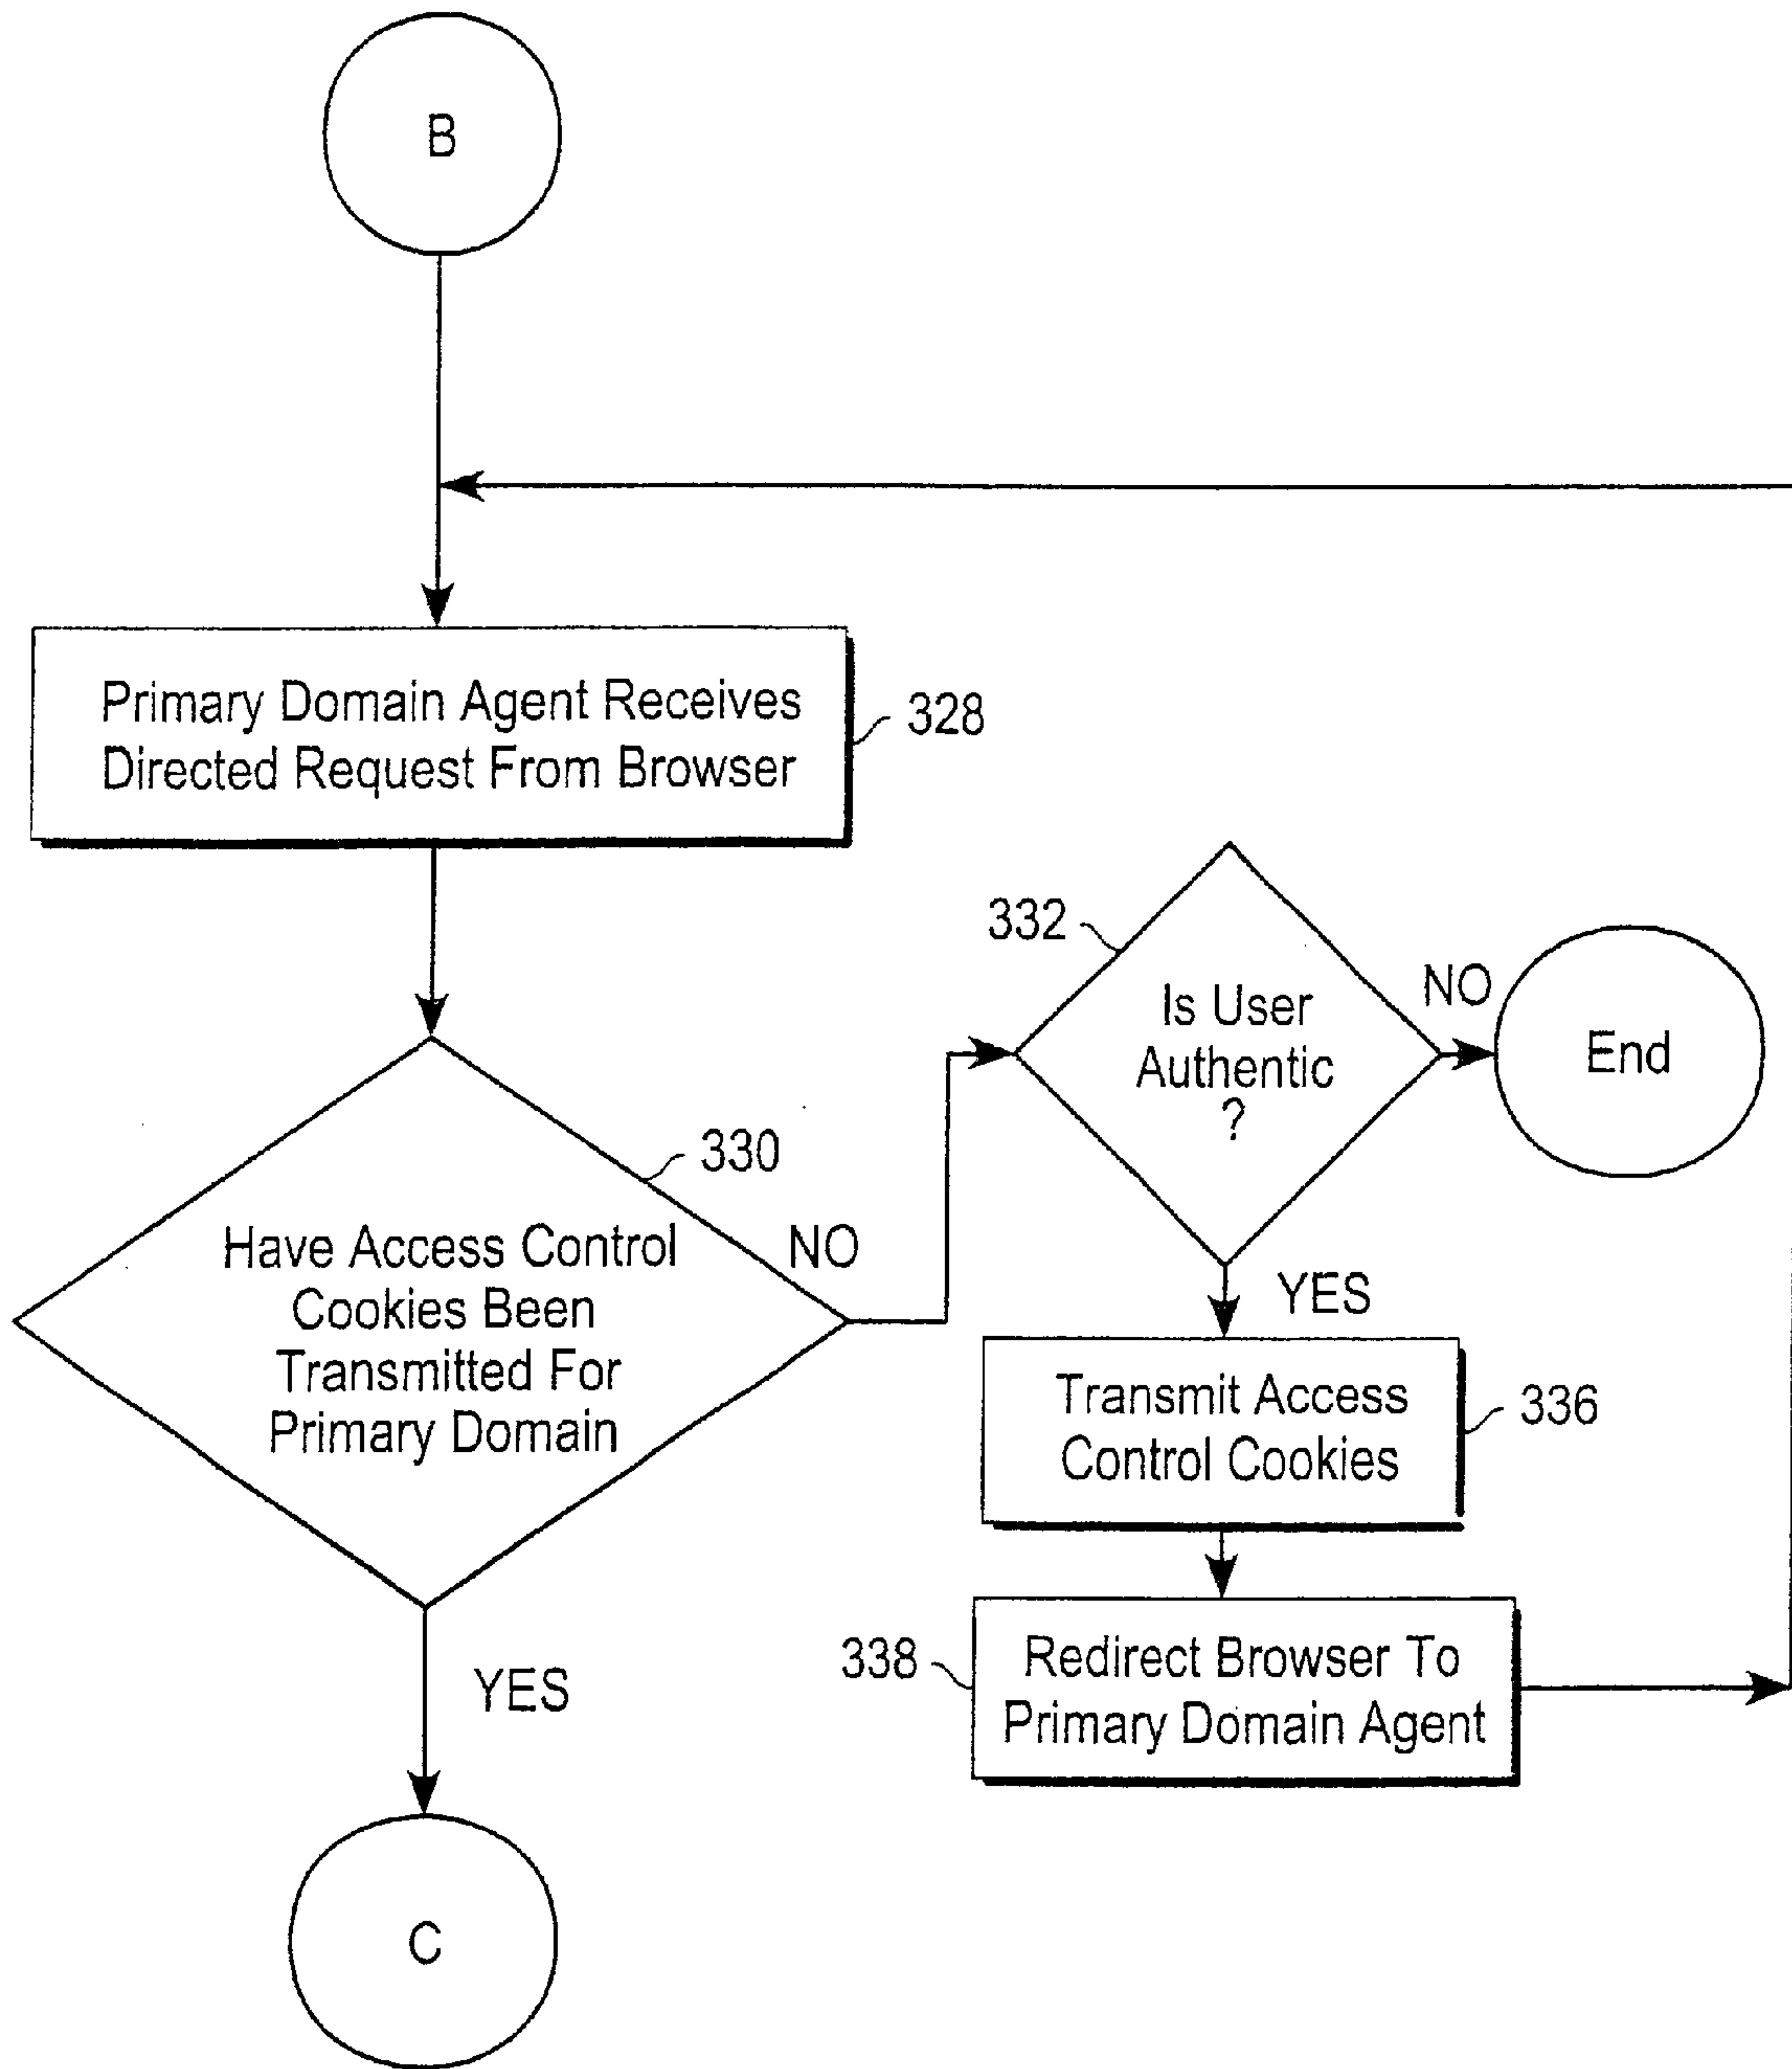 B
Primary Domain Agent Receives
Directed Request From Browser
328
332
Is User
Authentic
?
NO
End
330
Have Access Control
Cookies Been
Transmitted For
Primary Domain
NO
YES
Transmit Access
Control Cookies
336
338
Redirect Browser To
Primary Domain Agent
YES
C